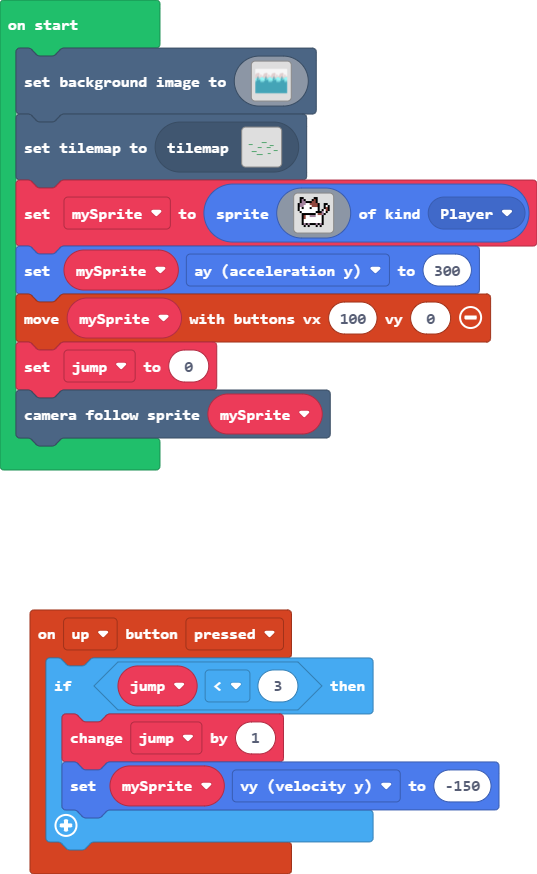 on start
set background image to
set tilemap to tilemap
set mySprite to sprite of kind Player
set mySprite ay (acceleration y) to 300
move mySprite with buttons vx 100 vy 0
set jump to 0
camera follow sprite mySprite
on up button pressed
if jump < 3 then
change jump by 1
set mySprite vy (velocity y) to -150